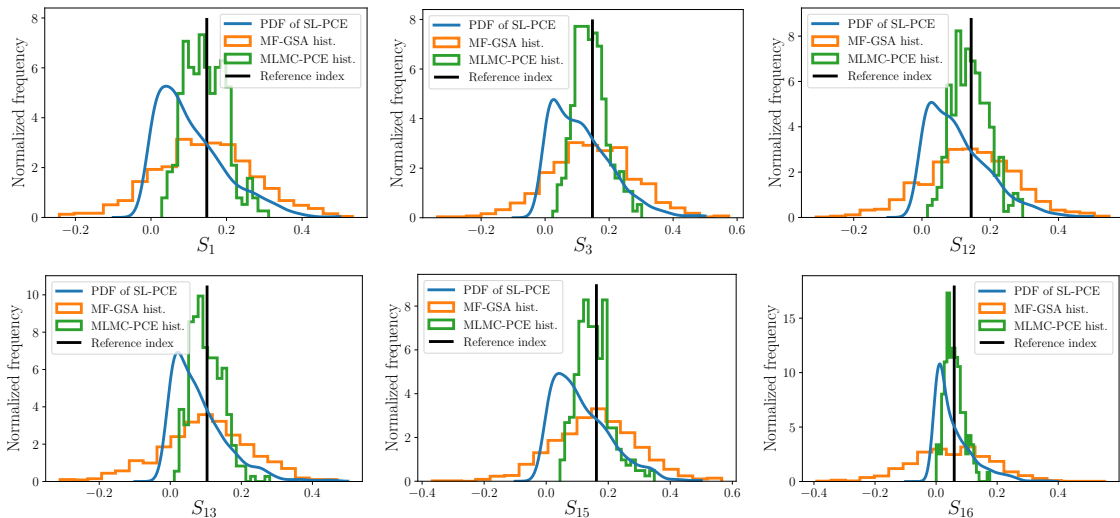 8
6
4
2
0
Normalized frequency
PDF of SL-PCE
MF-GSA hist.
MLMC-PCE hist.
Reference index
−0.2 0.0 0.2 0.4
S1
8
6
4
2
0
Normalized frequency
PDF of SL-PCE
MF-GSA hist.
MLMC-PCE hist.
Reference index
−0.2 0.0 0.2 0.4 0.6
S3
8
6
4
2
0
Normalized frequency
PDF of SL-PCE
MF-GSA hist.
MLMC-PCE hist.
Reference index
−0.2 0.0 0.2 0.4
S12
10
8
6
4
2
0
Normalized frequency
PDF of SL-PCE
MF-GSA hist.
MLMC-PCE hist.
Reference index
−0.2 0.0 0.2 0.4
S13
8
6
4
2
0
Normalized frequency
PDF of SL-PCE
MF-GSA hist.
MLMC-PCE hist.
Reference index
−0.4 −0.2 0.0 0.2 0.4 0.6
S15
15
10
5
0
Normalized frequency
PDF of SL-PCE
MF-GSA hist.
MLMC-PCE hist.
Reference index
−0.4 −0.2 0.0 0.2 0.4
S16